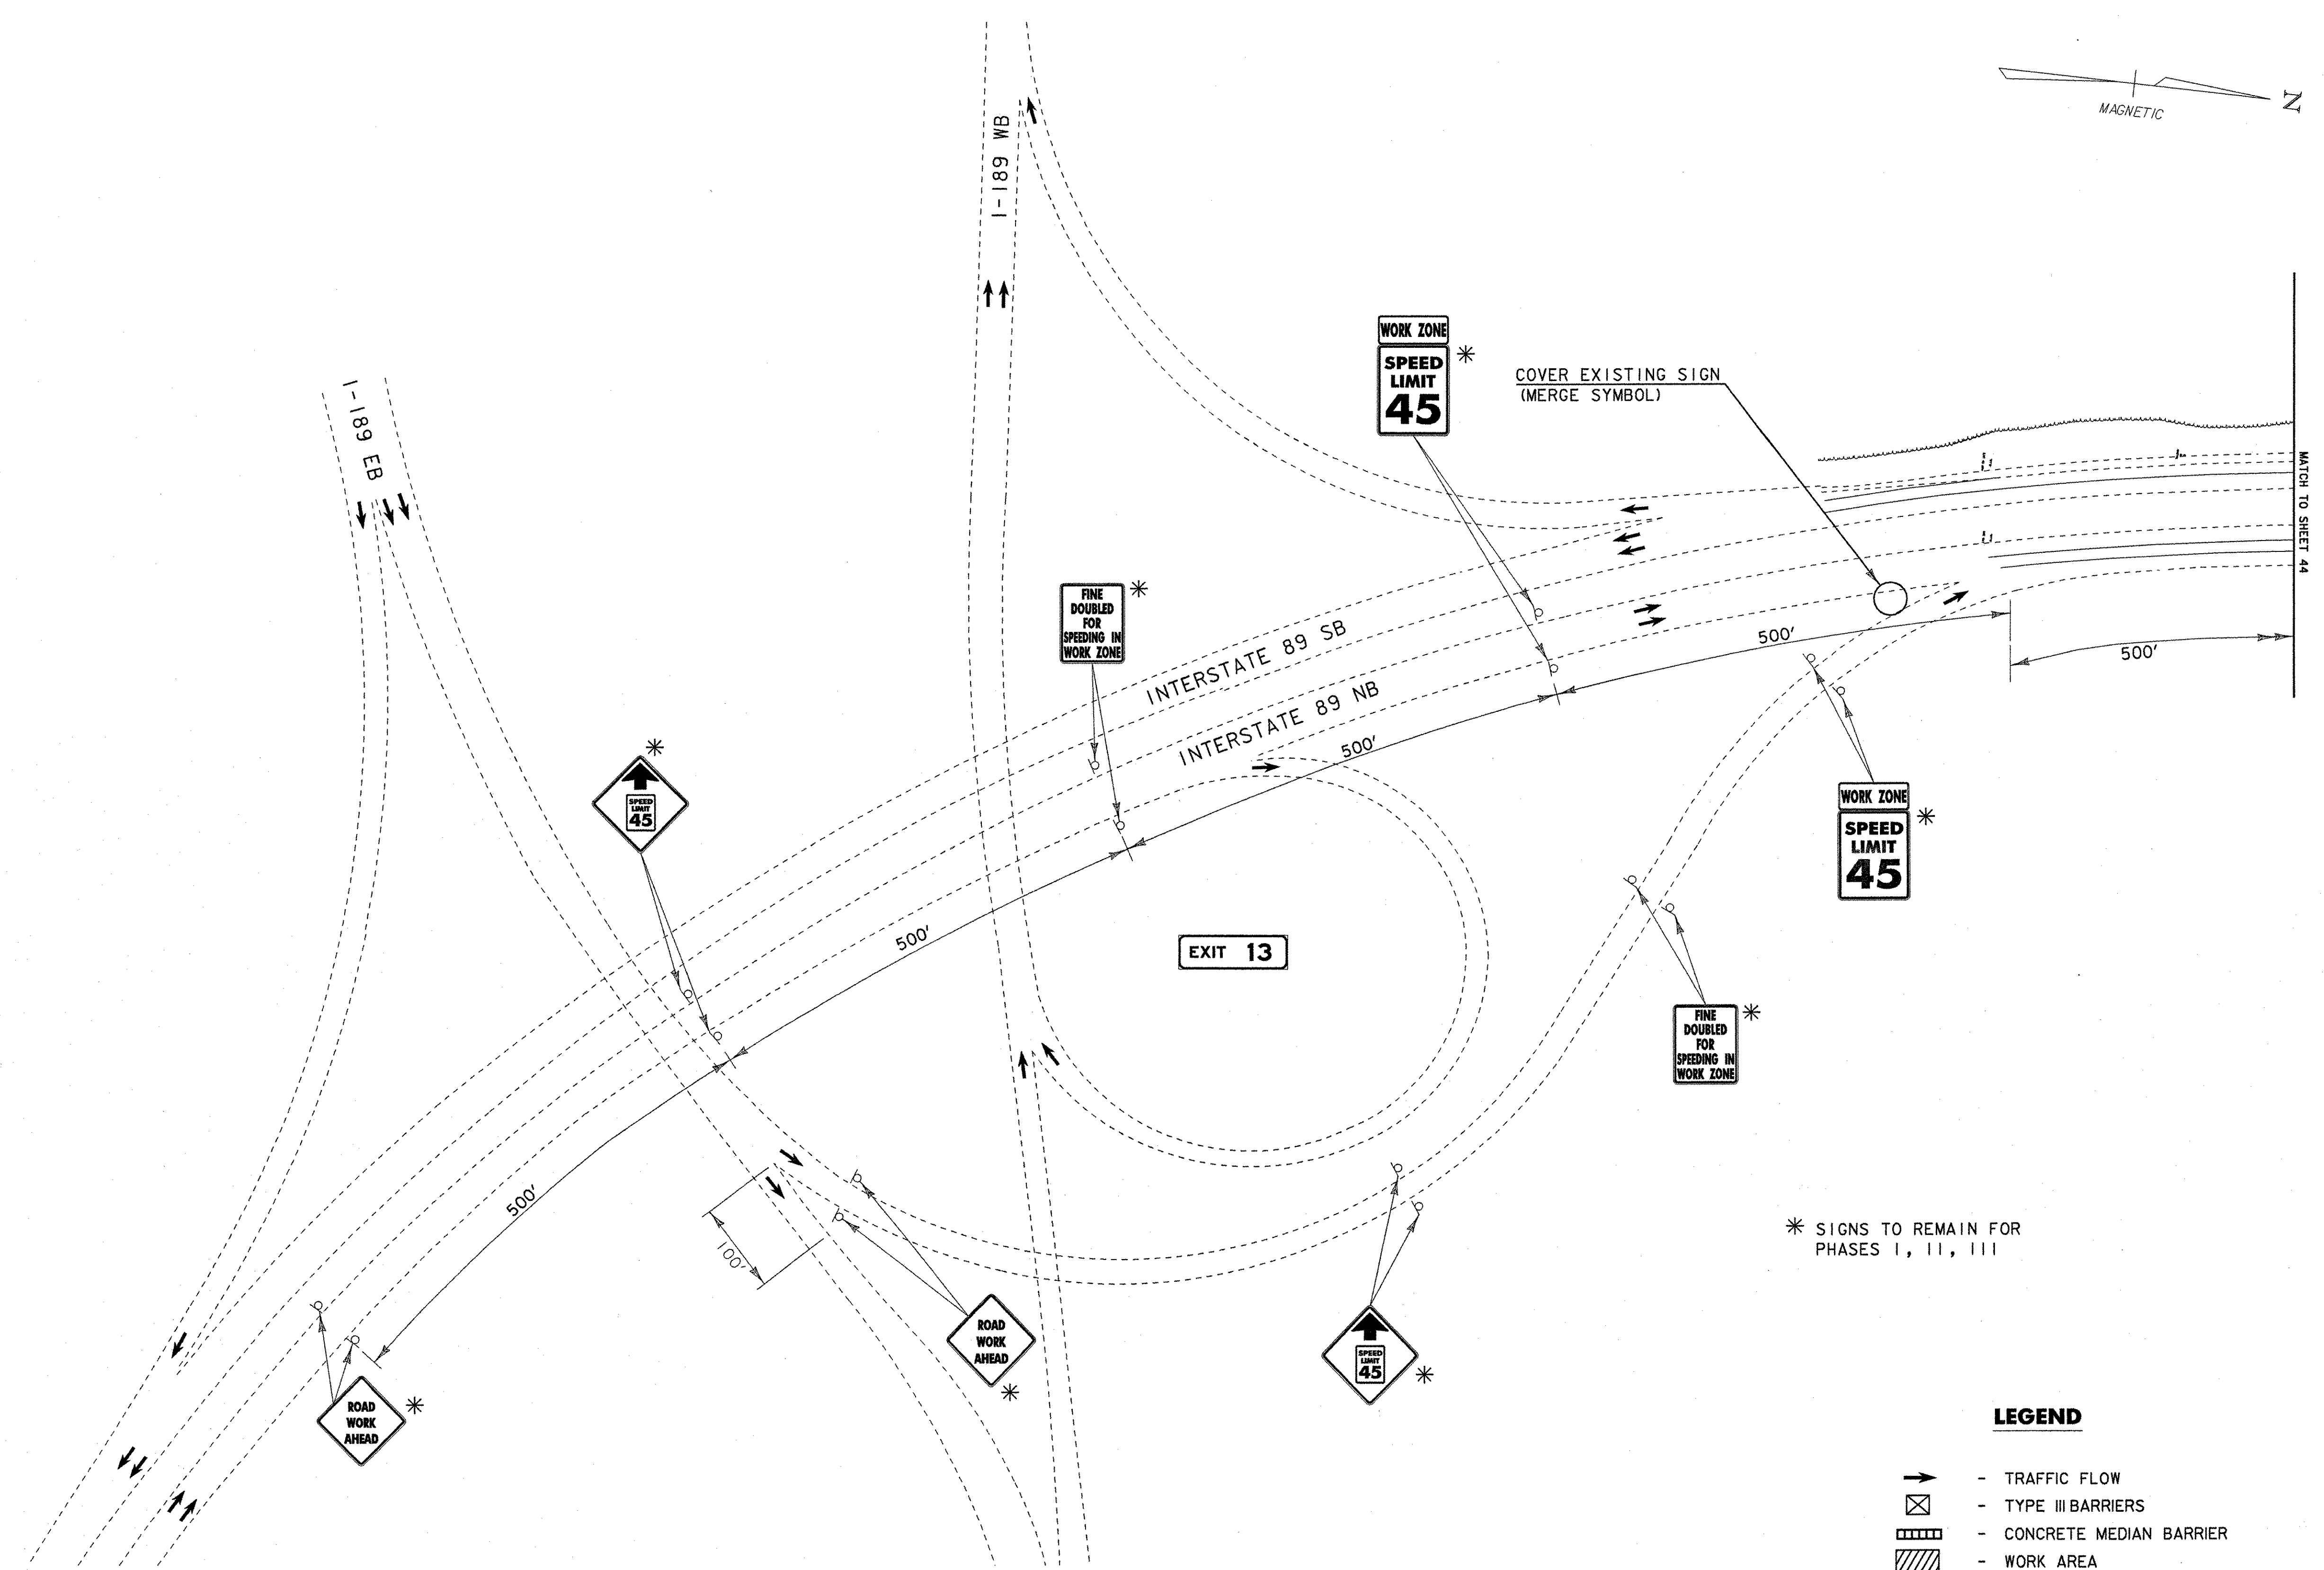 N
MAGNETIC
I-189 WB
WORK ZONE
SPEED
LIMIT
45
*
COVER EXISTING SIGN
(MERGE SYMBOL)
I-189 EB
MATCH TO SHEET 44
FINE
DOUBLED
FOR
SPEEDING IN
WORK ZONE
*
INTERSTATE 89 SB
INTERSTATE 89 NB
500'
500'
500'
SPEED
LIMIT
45
*
WORK ZONE
SPEED
LIMIT
45
*
500'
EXIT 13
FINE
DOUBLED
FOR
SPEEDING IN
WORK ZONE
*
500'
100'
* SIGNS TO REMAIN FOR
PHASES I, II, III
ROAD
WORK
AHEAD
*
SPEED
LIMIT
45
*
ROAD
WORK
AHEAD
*
LEGEND
- TRAFFIC FLOW
- TYPE III BARRIERS
- CONCRETE MEDIAN BARRIER
- WORK AREA